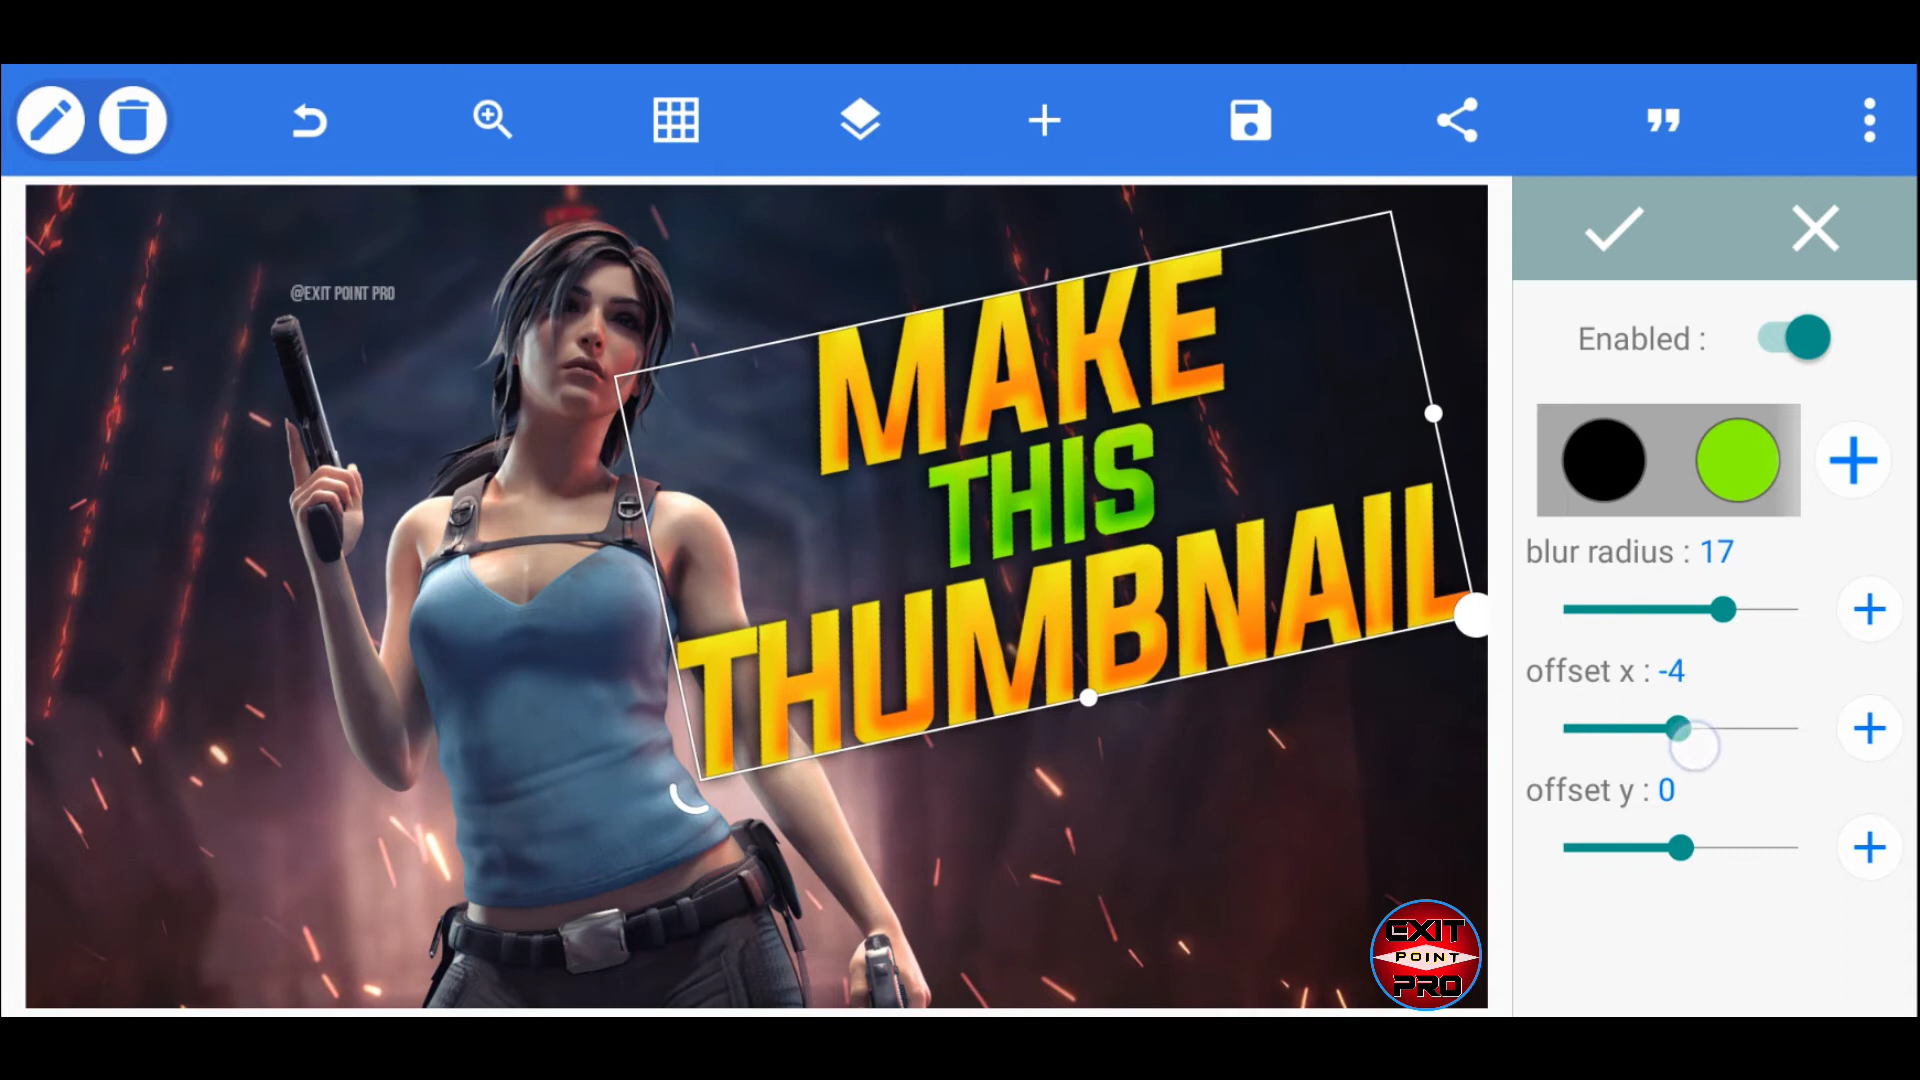 @EXIT POINT PRO
MAKE
THIS
THUMBNAIL
Enabled :
blur radius : 17
offset x : -4
offset y : 0
EXIT
POINT
PRO